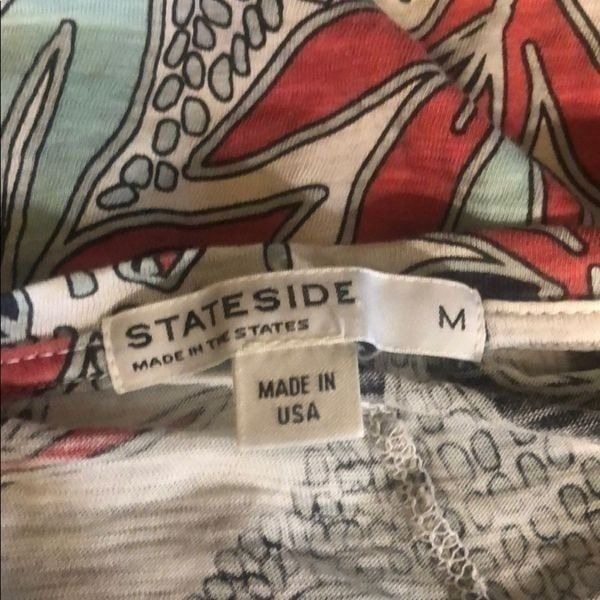 STATESIDE
MADE IN THE STATES
M
MADE IN
USA